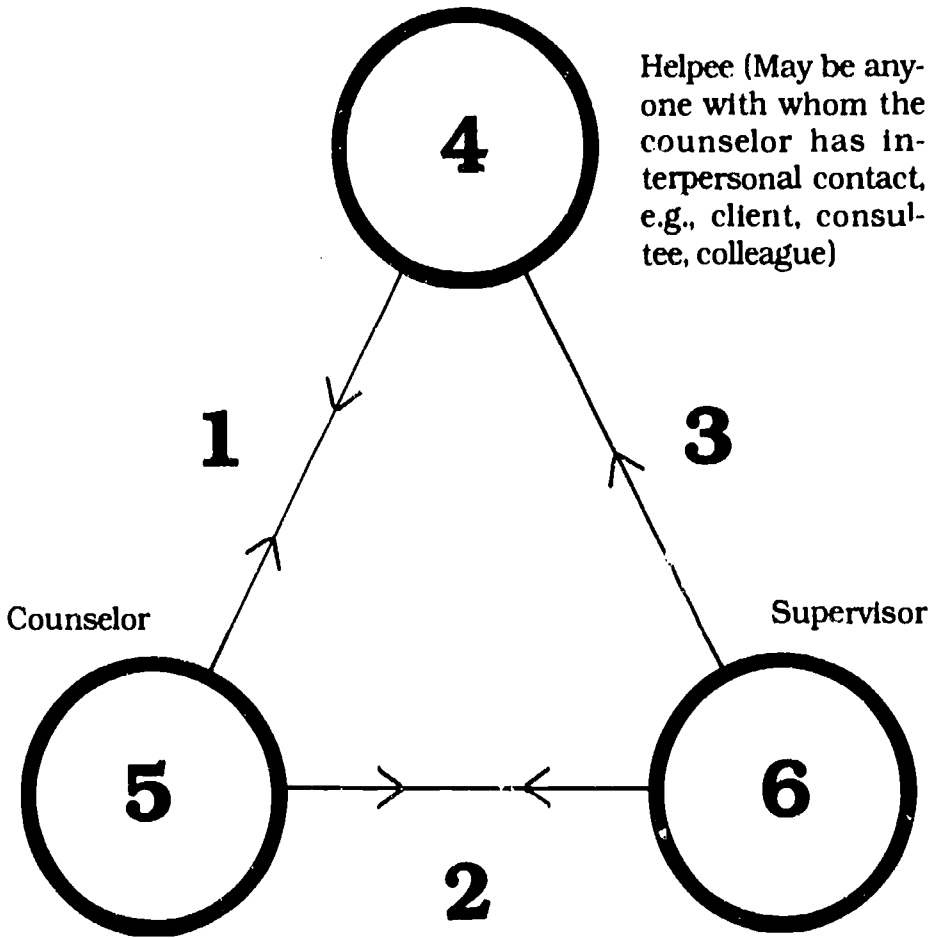 4
Helpee (May be any-
one with whom the
counselor has in-
terpersonal contact,
e.g., client, consul-
tee, colleague)
1
3
Counselor
Supervisor
5
6
2